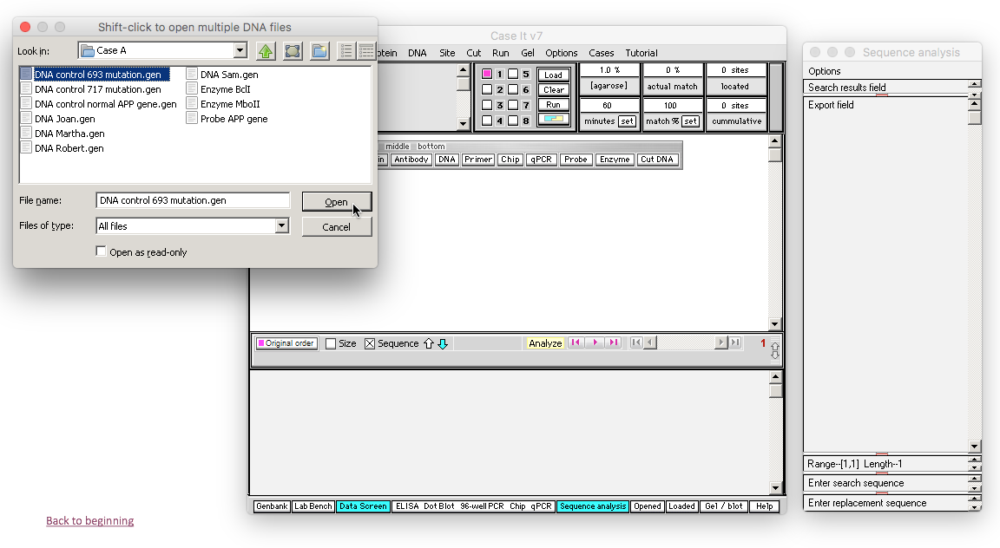 Shift-click to open multiple DNA files
Look in:
Case A
DNA control 693 mutation.gen
DNA control 717 mutation.gen
DNA control normal APP gene.gen
DNA Joan.gen
DNA Martha.gen
DNA Robert.gen
DNA Sam.gen
Enzyme BclI
Enzyme MboII
Probe APP gene
File name:
DNA control 693 mutation.gen
Open
Files of type:
All files
Cancel
Open as read-only
Case It v7
otein DNA Site Cut Run Gel Options Cases Tutorial
1 5
2 6
3 7
4 8
Load
Clear
Run
1.0 %
[agarose]
60
minutes set
0 %
actual match
100
match % set
0 sites
located
0 sites
cummulative
middle bottom
in Antibody DNA Primer Chip qPCR Probe Enzyme Cut DNA
Original order Size Sequence Analyze 1
Genbank Lab Bench Data Screen ELISA Dot Blot 96-well PCR Chip qPCR Sequence analysis Opened Loaded Gel / blot Help
Sequence analysis
Options
Search results field
Export field
Range--[1,1] Length--1
Enter search sequence
Enter replacement sequence
Back to beginning